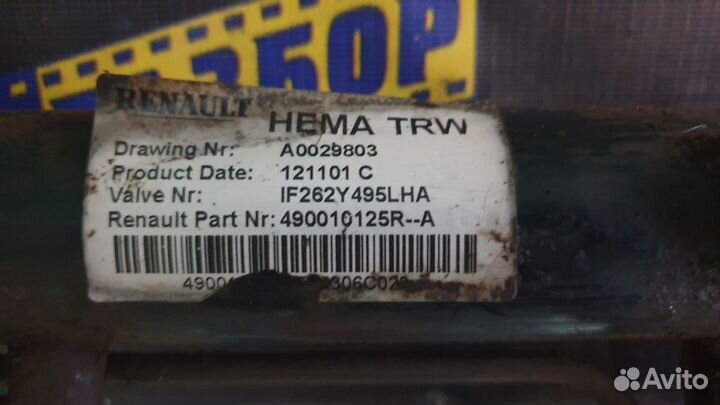 RENAULT
HEMA TRW
Drawing Nr: A0029803
Product Date: 121101 C
Valve Nr: IF262Y495LHA
Renault Part Nr: 490010125R--A
Avito